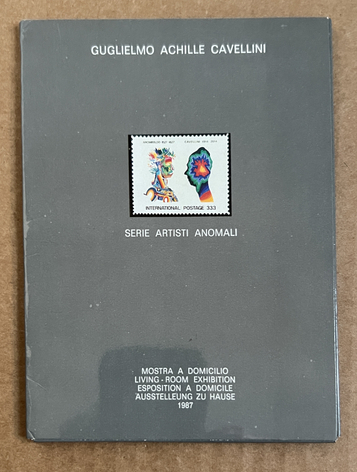 GUGLIELMO ACHILLE CAVELLINI
INTERNATIONAL POSTAGE 333
SERIE ARTISTI ANOMALI
MOSTRA A DOMICILIO
LIVING-ROOM EXHIBITION
ESPOSITION A DOMICILE
AUSSTELLEUNG ZU HAUSE
1987